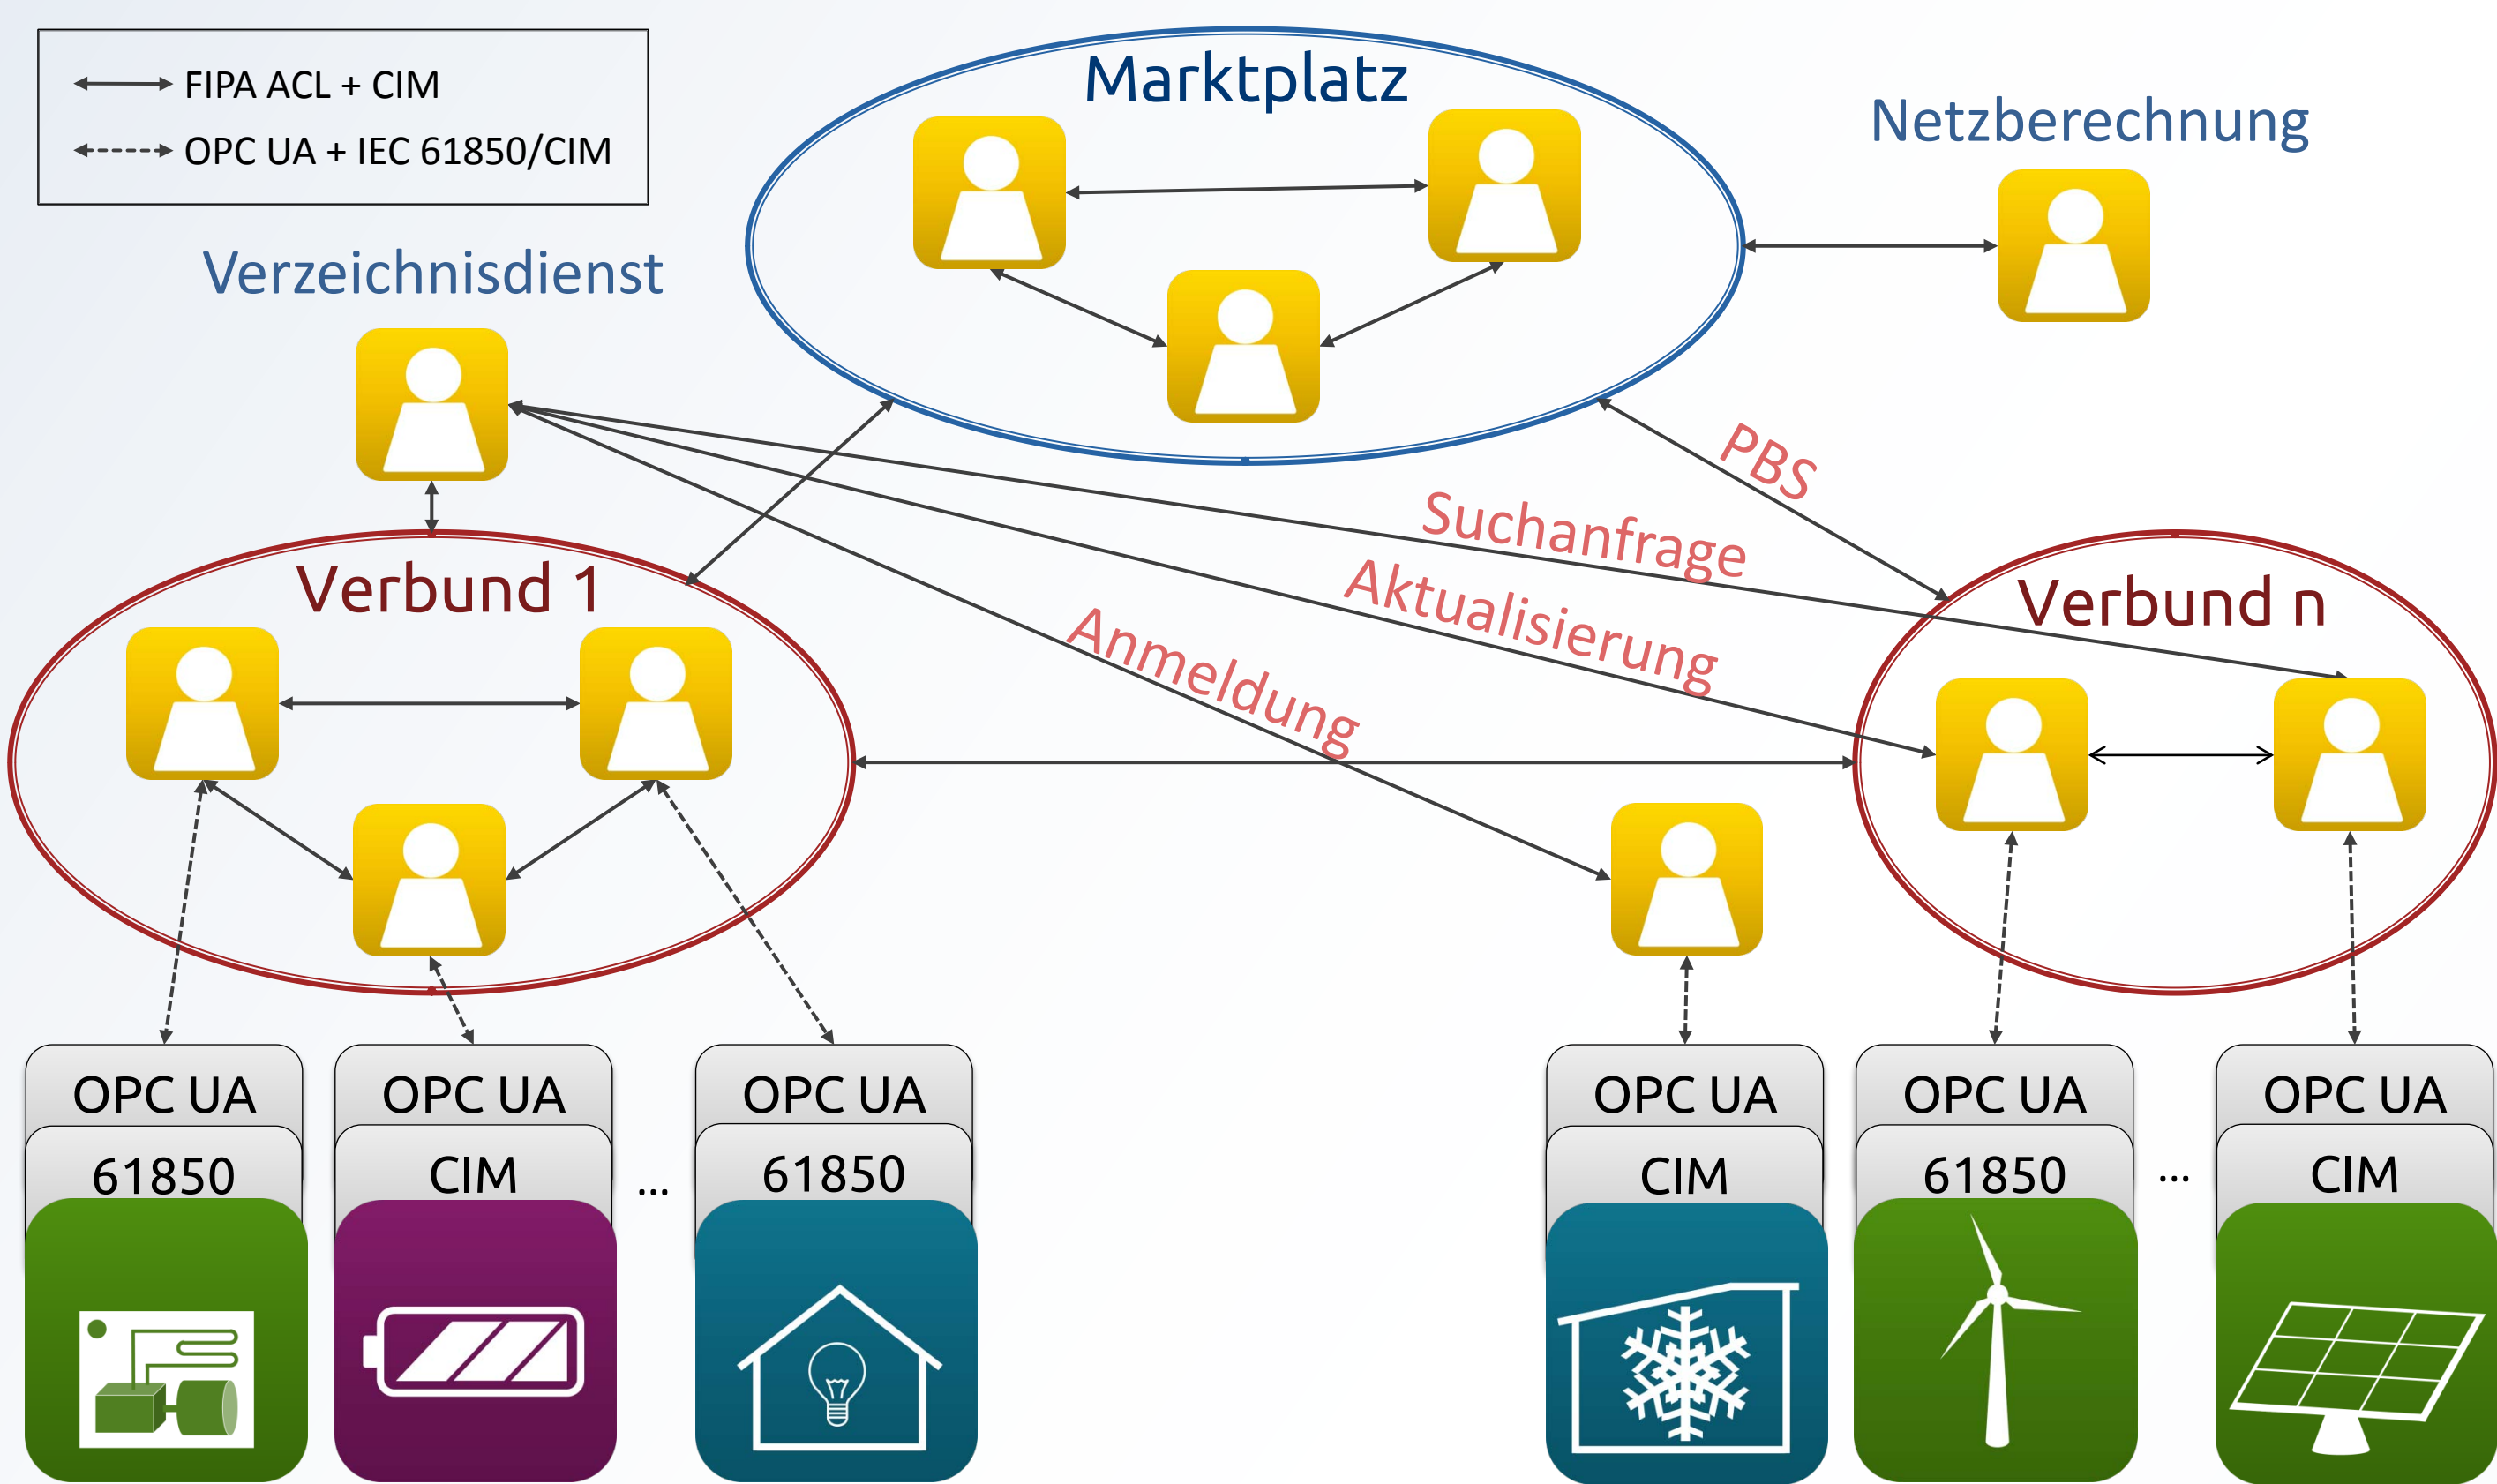 FIPA ACL + CIM
OPC UA + IEC 61850/CIM
Marktplatz
Netzberechnung
Verzeichnisdienst
PBS
Suchanfrage
Aktualisierung
Anmeldung
Verbund 1
Verbund n
OPC UA
61850
OPC UA
CIM
...
OPC UA
61850
OPC UA
CIM
OPC UA
61850
...
OPC UA
CIM